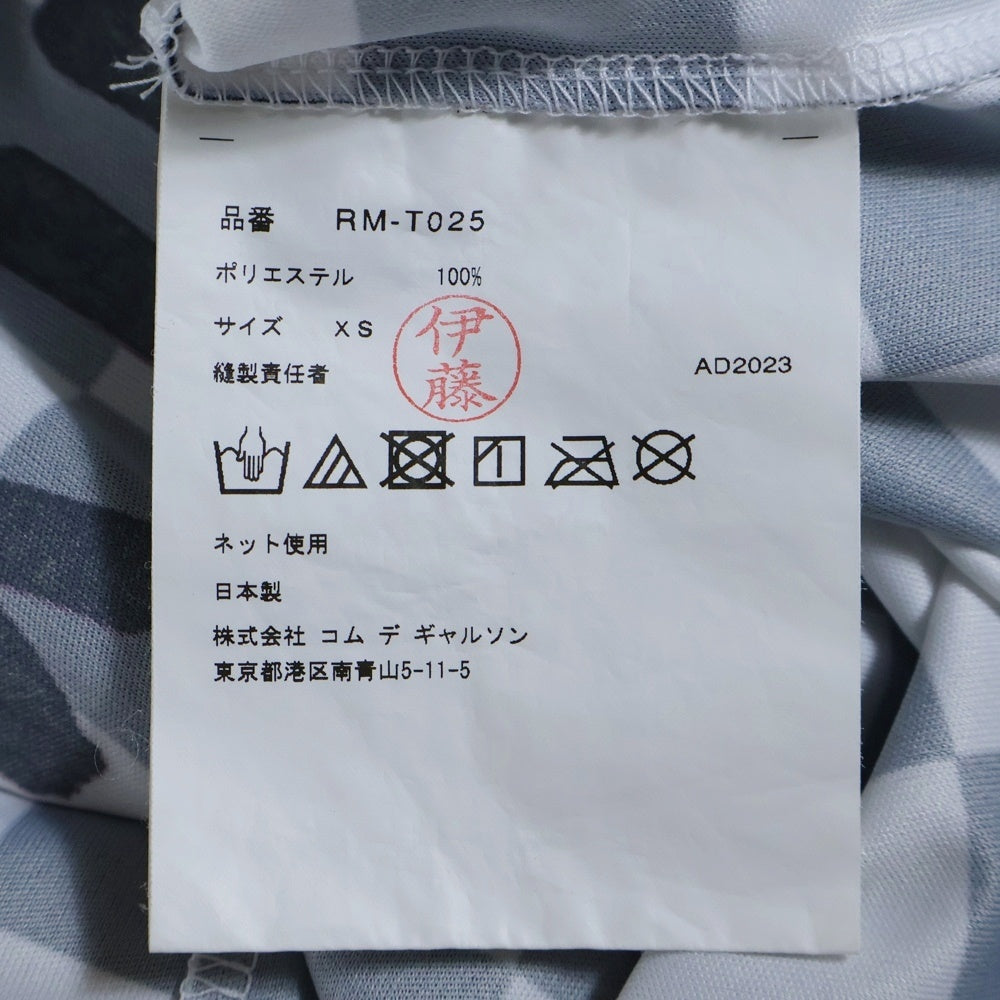 品番 RM-T025
ポリエステル 100%
サイズ XS
縫製責任者 伊藤 AD2023
ネット使用
日本製
株式会社 コム デ ギャルソン
東京都港区南青山5-11-5